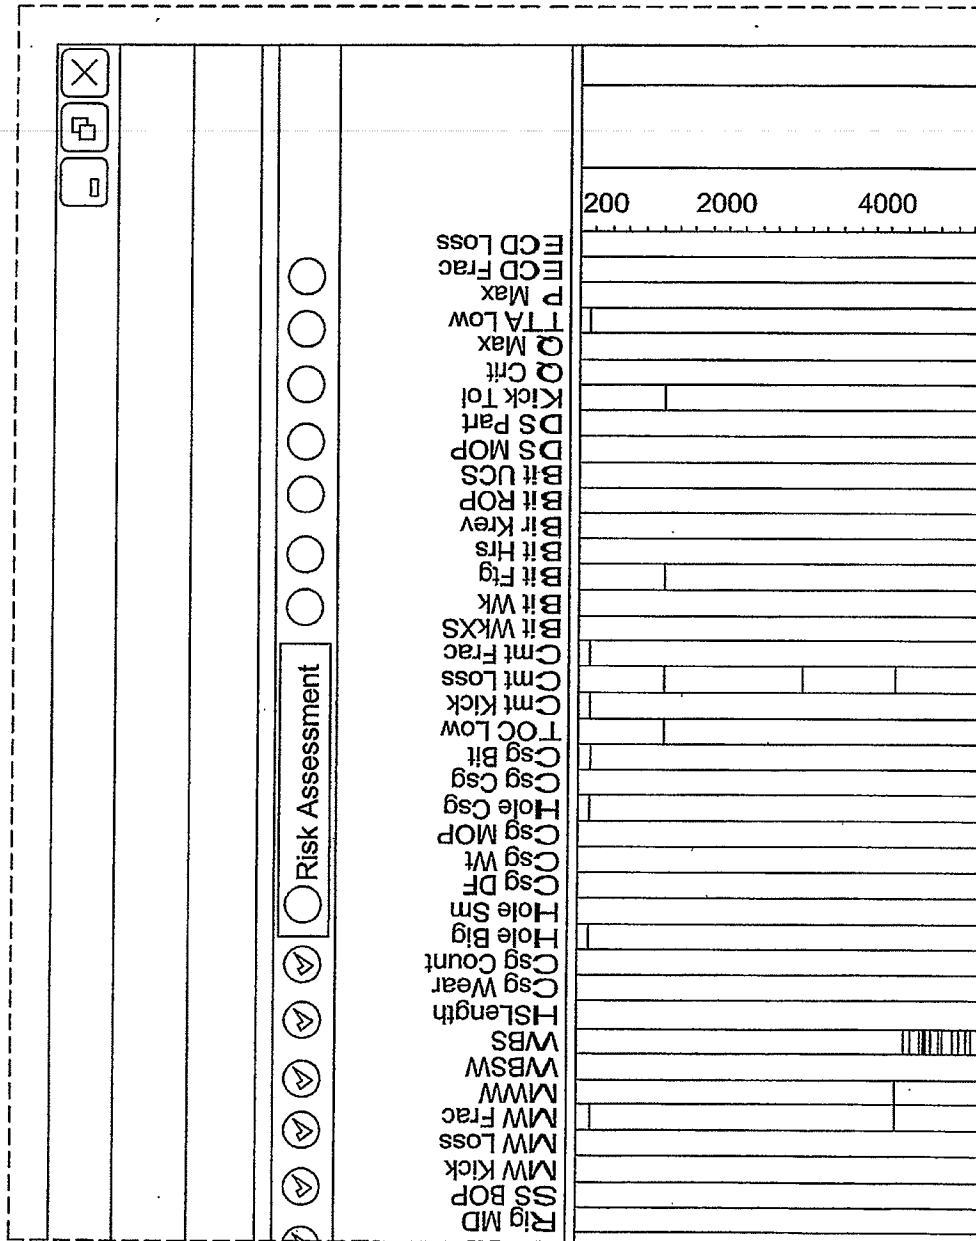 200 2000 4000
ECD Loss
ECD Frac
P Max
TTA Low
Q Max
Q Crit
Kick Tol
DS Part
DS MOP
Bit UCS
Bit ROP
Bir Krev
Bit Hrs
Bit Ftg
Bit Wk
Bit WkXS
Cmt Frac
Cmt Loss
Cmt Kick
TOC Low
Csg Bit
Csg Csg
Hole Csg
Csg MOP
Csg Wt
Csg DF
Hole Sm
Hole Big
Csg Count
Csg Wear
HSLength
WBS
WBSW
MWW
MW Frac
MW Loss
MW Kick
SS BOP
Rig MD
Risk Assessment